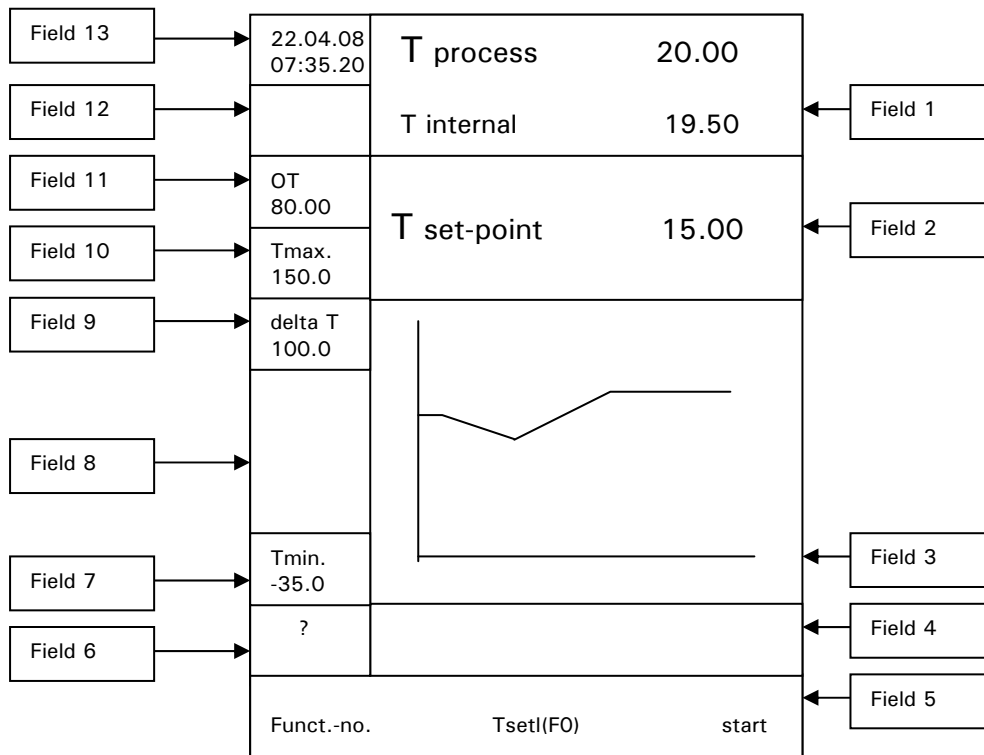 Field 13
22.04.08
07:35.20
T process 20.00
Field 12
T internal 19.50
Field 1
Field 11
OT
80.00
T set-point 15.00
Field 2
Field 10
Tmax.
150.0
Field 9
delta T
100.0
Field 8
Field 7
Tmin.
-35.0
Field 3
Field 6
?
Field 4
Field 5
Funct.-no. Tsetl(F0) start